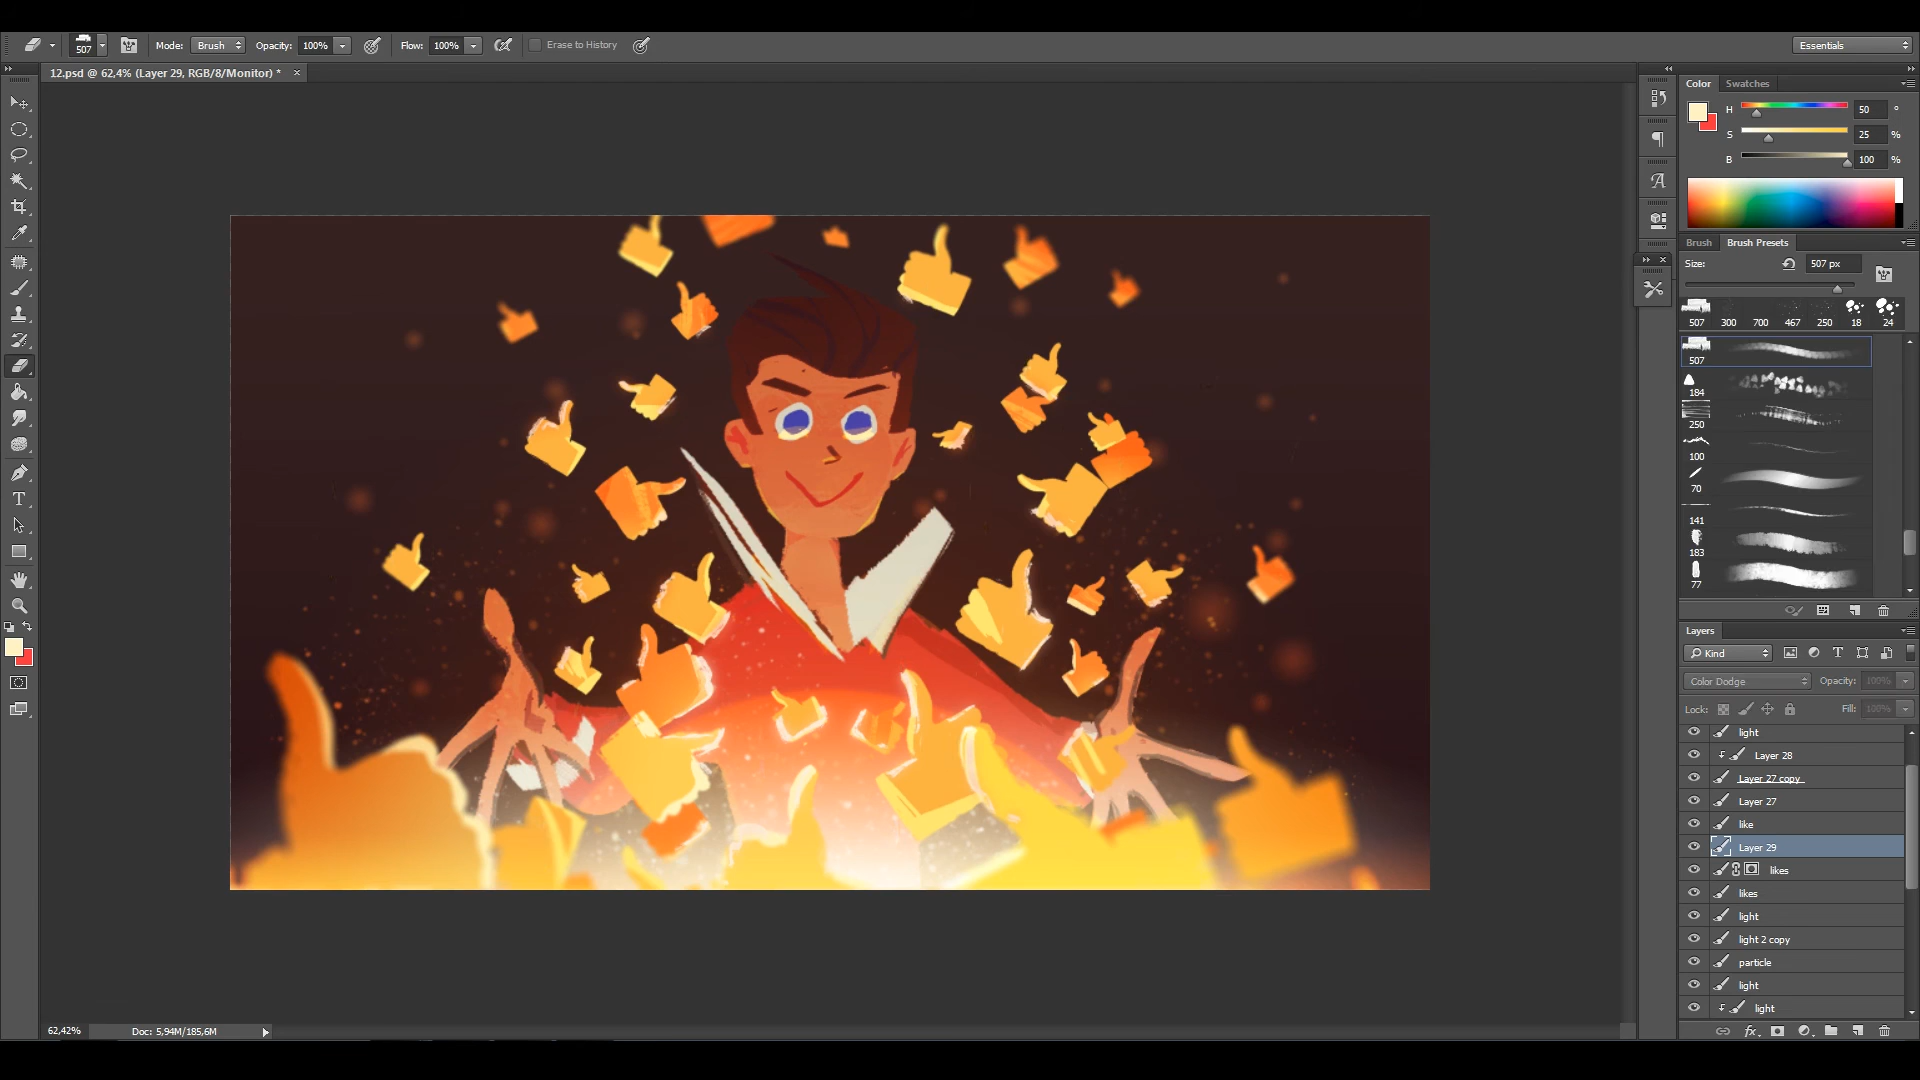 507 Mode: Brush Opacity: 100% Flow: 100% Erase to History Essentials
12.psd @ 62,4% (Layer 29, RGB/8/Monitor) *
Color Swatches
H 50 °
S 25 %
B 100 %
Brush Brush Presets
Size: 507 px
507 300 700 467 250 18 24
507
184
250
100
70
141
183
77
Layers
Kind
Color Dodge Opacity: 100%
Lock: Fill: 100%
light
Layer 28
Layer 27 copy
Layer 27
like
Layer 29
likes
likes
light
light 2 copy
particle
light
light
62,42% Doc: 5,94M/185,6M